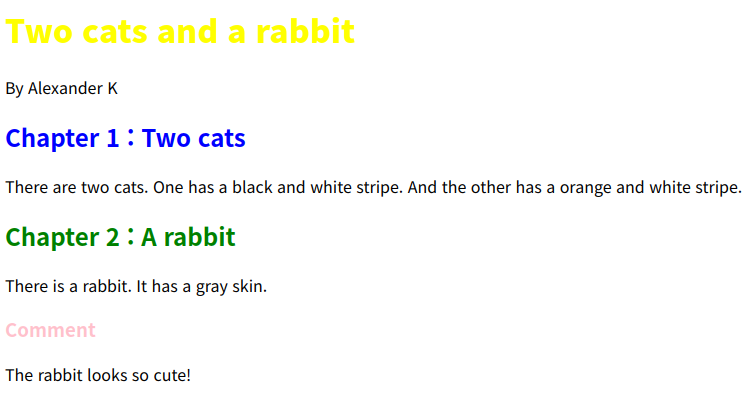 Two cats and a rabbit
By Alexander K
Chapter 1 : Two cats
There are two cats. One has a black and white stripe. And the other has a orange and white stripe.
Chapter 2 : A rabbit
There is a rabbit. It has a gray skin.
Comment
The rabbit looks so cute!